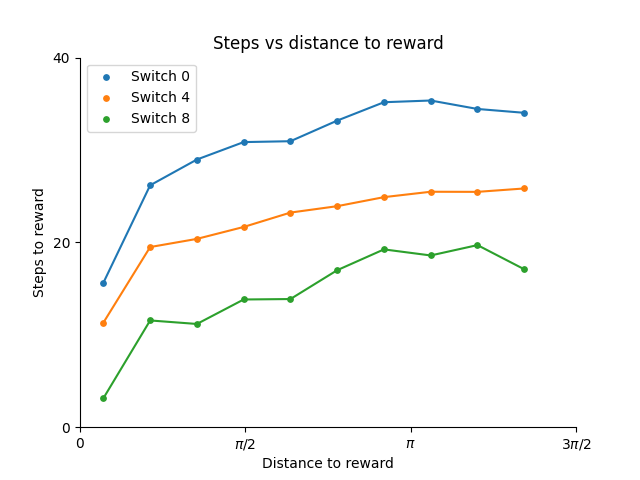 Steps vs distance to reward
40
Switch 0
Switch 4
Switch 8
20
Steps to reward
0
0 π/2 π 3π/2
Distance to reward